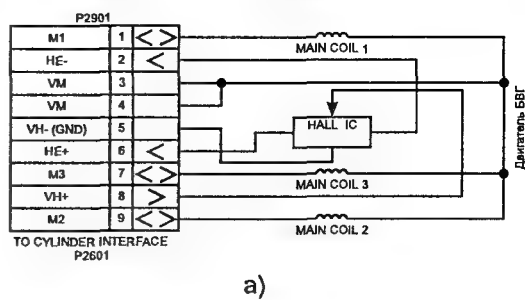 P2901
M1 1 < >
MAIN COIL 1
HE- 2 <
VM 3
VM 4
VH- (GND) 5
HALL IC
HE+ 6 <
M3 7 < >
MAIN COIL 3
VH+ 8 >
M2 9 < >
MAIN COIL 2
TO CYLINDER INTERFACE
P2601
Двигатель БВГ
а)